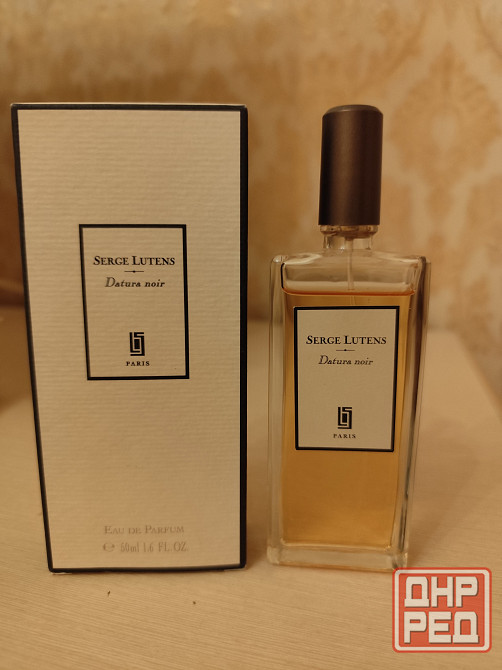 SERGE LUTENS
Datura noir
PARIS
EAU DE PARFUM
℮ 50ml 1.6 FL. OZ.
SERGE LUTENS
Datura noir
PARIS
ДНР
РЕД